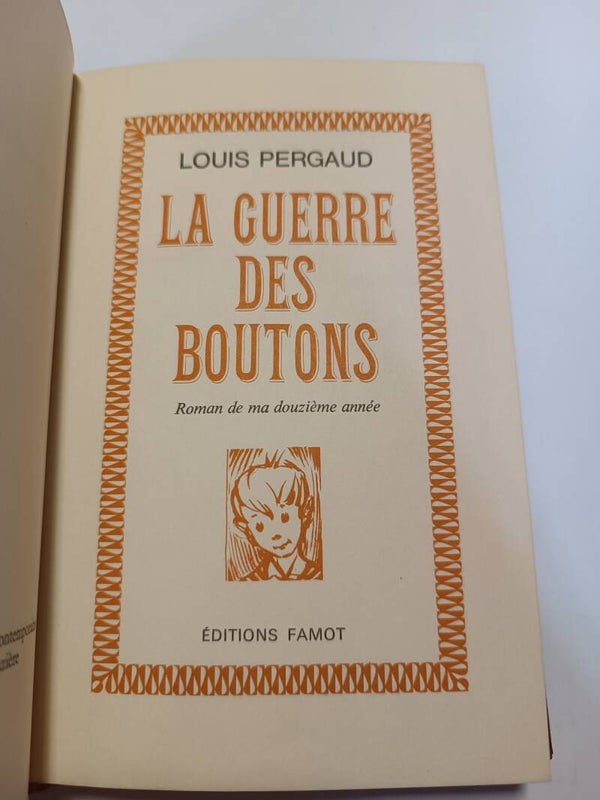 LOUIS PERGAUD
LA GUERRE
DES
BOUTONS
Roman de ma douzième année
ÉDITIONS FAMOT